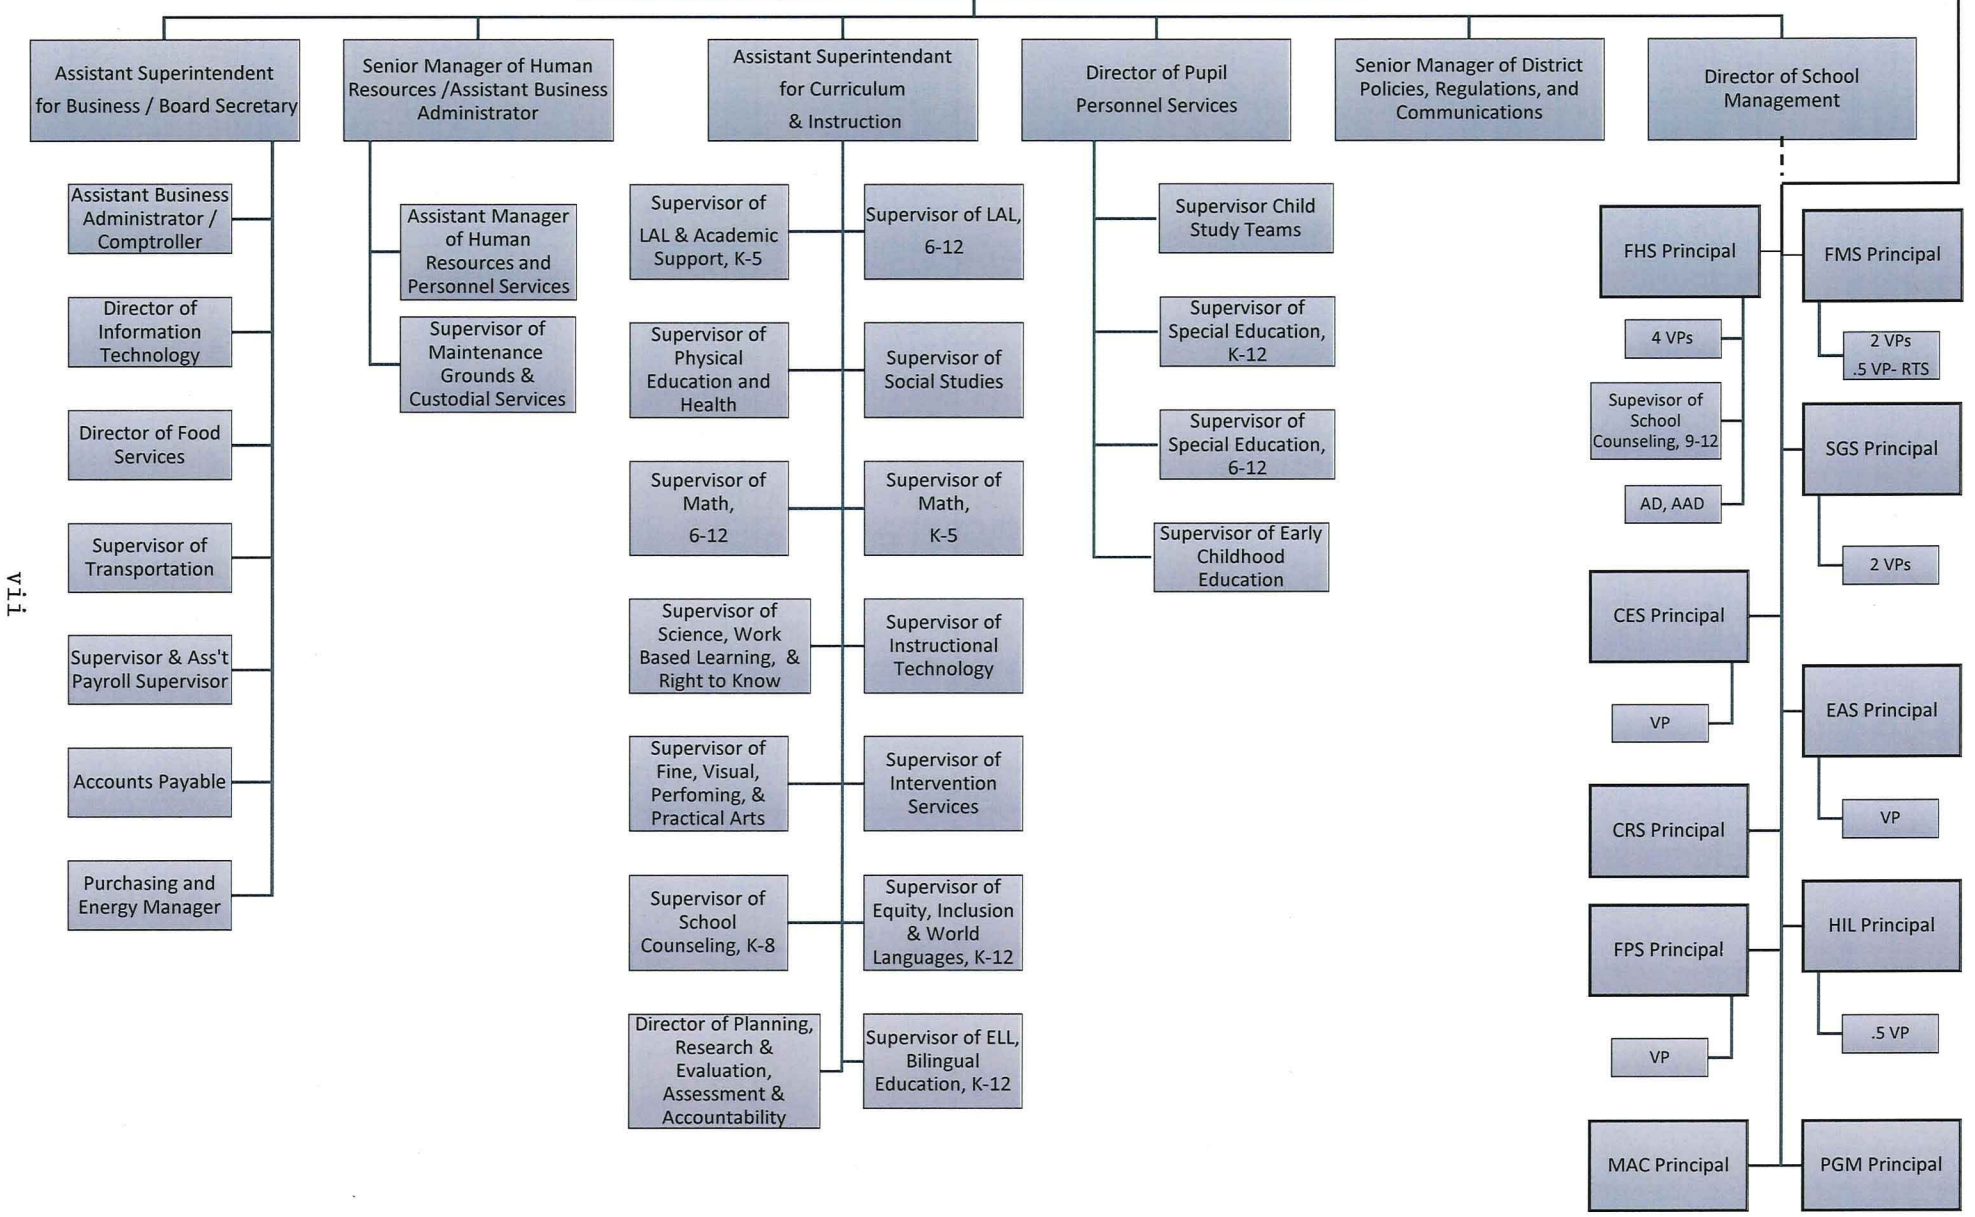 Assistant Superintendent
for Business / Board Secretary
Assistant Business
Administrator /
Comptroller
Director of
Information
Technology
Director of Food
Services
Supervisor of
Transportation
Supervisor & Ass't
Payroll Supervisor
Accounts Payable
Purchasing and
Energy Manager
Senior Manager of Human
Resources /Assistant Business
Administrator
Assistant Manager
of Human
Resources and
Personnel Services
Supervisor of
Maintenance
Grounds &
Custodial Services
Assistant Superintendant
for Curriculum
& Instruction
Supervisor of
LAL & Academic
Support, K-5
Supervisor of LAL,
6-12
Supervisor of
Physical
Education and
Health
Supervisor of
Social Studies
Supervisor of
Math,
6-12
Supervisor of
Math,
K-5
Supervisor of
Science, Work
Based Learning, &
Right to Know
Supervisor of
Instructional
Technology
Supervisor of
Fine, Visual,
Perfoming, &
Practical Arts
Supervisor of
Intervention
Services
Supervisor of
School
Counseling, K-8
Supervisor of
Equity, Inclusion
& World
Languages, K-12
Director of Planning,
Research &
Evaluation,
Assessment &
Accountability
Supervisor of ELL,
Bilingual
Education, K-12
Director of Pupil
Personnel Services
Supervisor Child
Study Teams
Supervisor of
Special Education,
K-12
Supervisor of
Special Education,
6-12
Supervisor of Early
Childhood
Education
Senior Manager of District
Policies, Regulations, and
Communications
Director of School
Management
FHS Principal
4 VPs
Supevisor of
School
Counseling, 9-12
AD, AAD
FMS Principal
2 VPs
.5 VP- RTS
SGS Principal
2 VPs
CES Principal
VP
EAS Principal
VP
CRS Principal
HIL Principal
.5 VP
FPS Principal
VP
MAC Principal
PGM Principal
vii